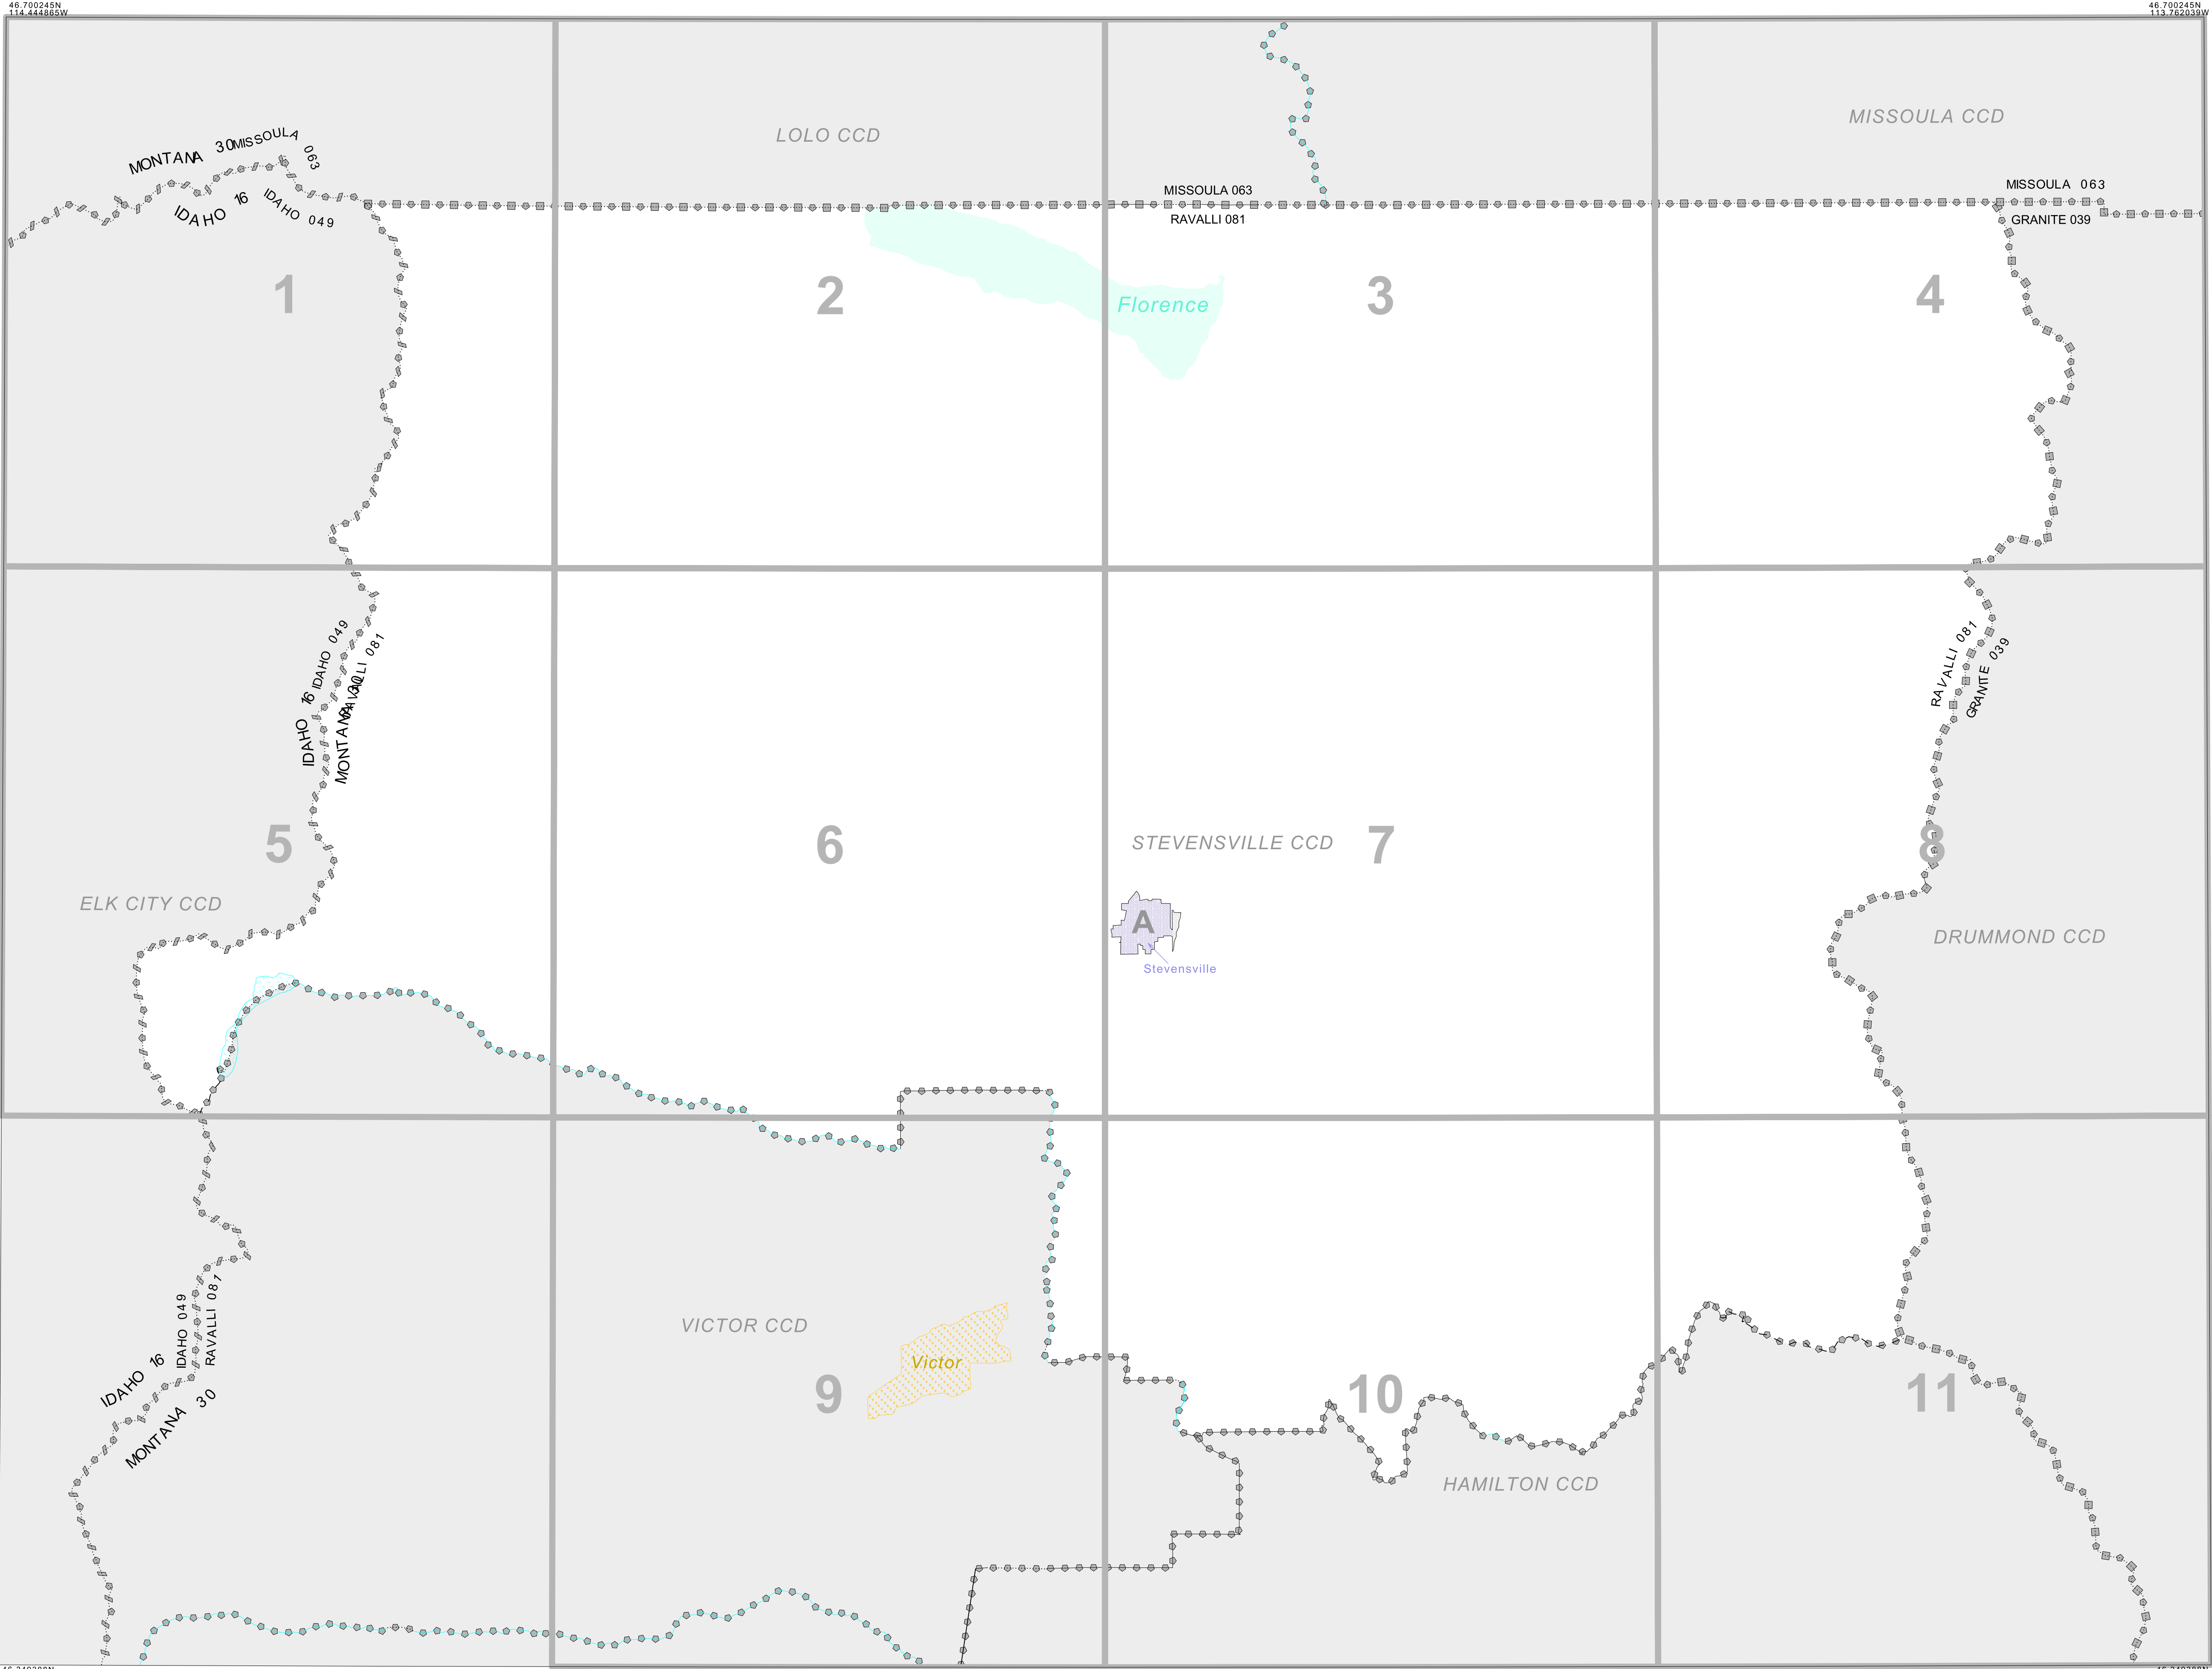 46.700245N
114.444865W
46.700245N
113.762039W
LOLO CCD
MISSOULA CCD
MONTANA 30
MISSOULA 063
IDAHO 16
IDAHO 049
MISSOULA 063
RAVALLI 081
MISSOULA 063
GRANITE 039
1
2
Florence
3
4
IDAHO 049
IDAHO 16
RAVALLI 081
MONTANA 30
RAVALLI 081
GRANITE 039
5
6
STEVENSVILLE CCD
7
8
ELK CITY CCD
A
Stevensville
DRUMMOND CCD
IDAHO 049
RAVALLI 081
IDAHO 16
MONTANA 30
VICTOR CCD
Victor
9
10
11
HAMILTON CCD